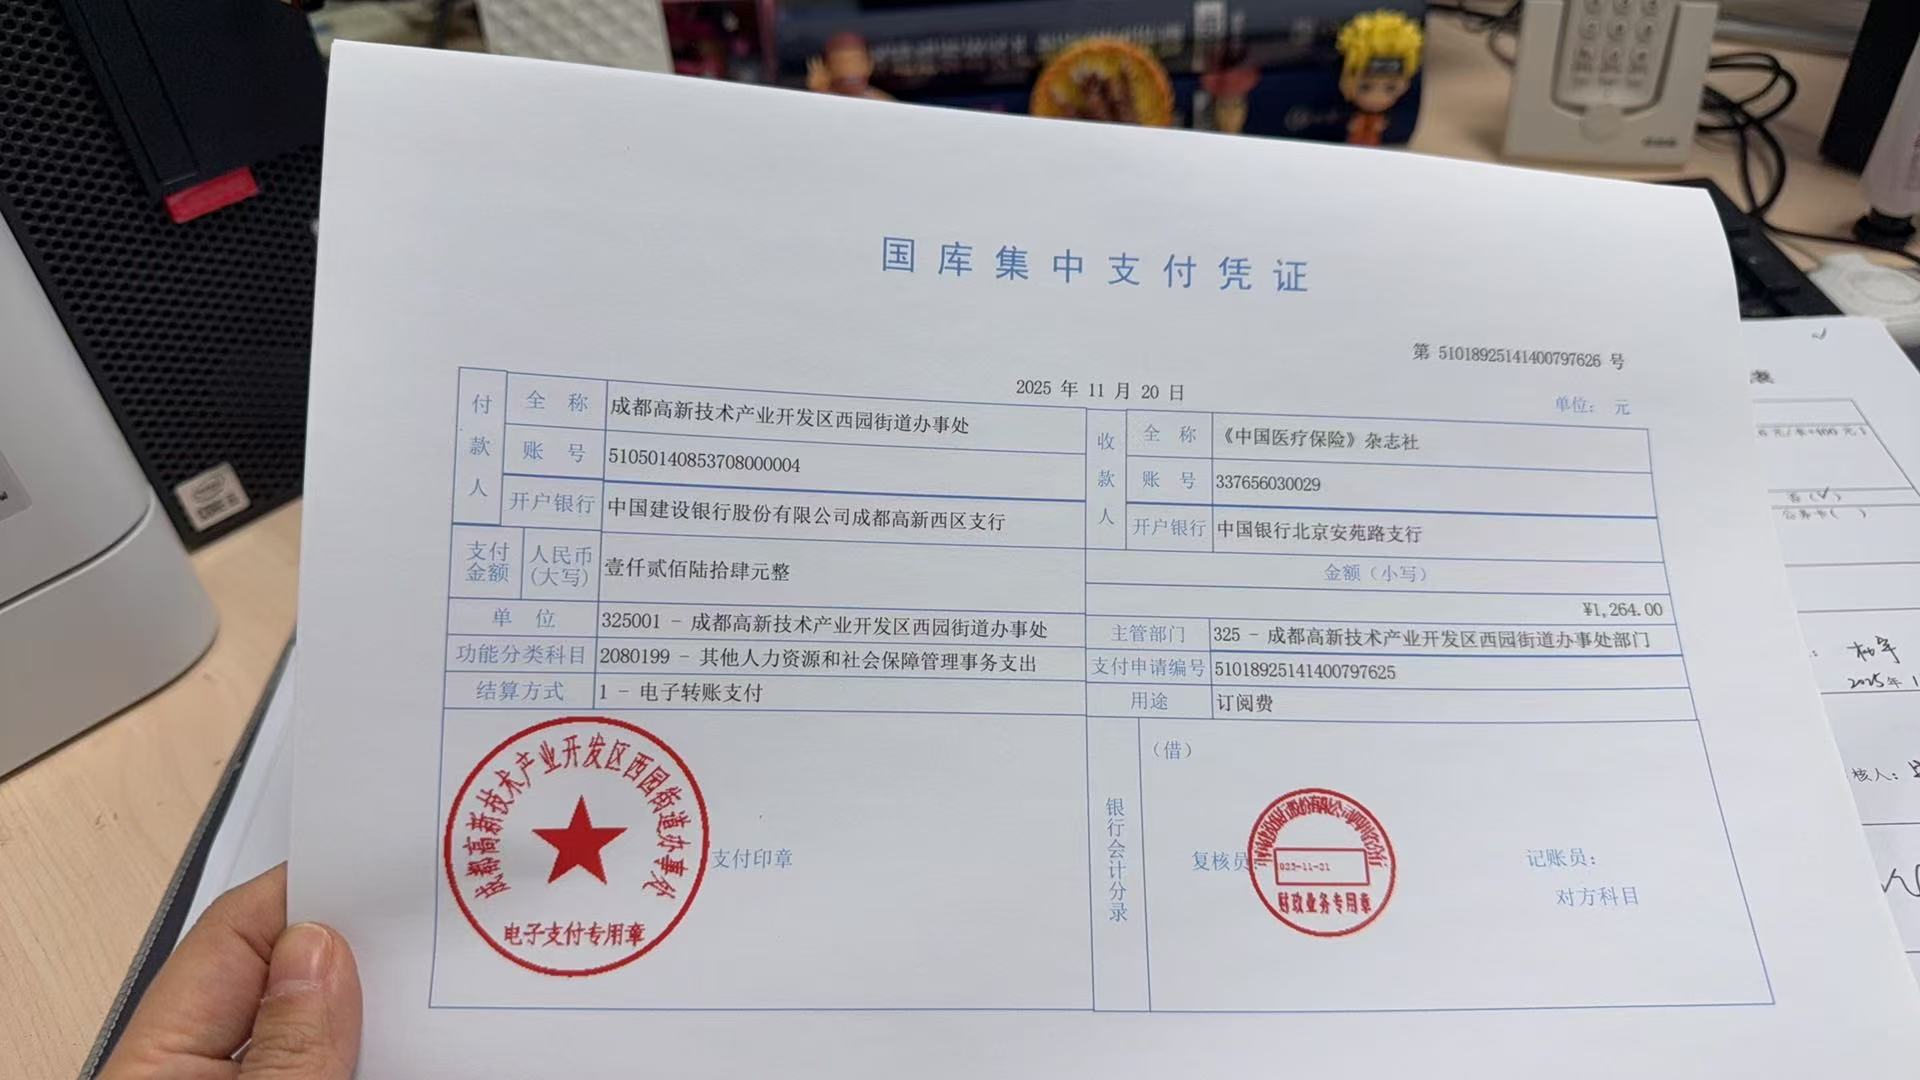 国库集中支付凭证
第 51018925141400797626 号
2025 年 11 月 20 日
单位： 元
付款人
全 称
成都高新技术产业开发区西园街道办事处
账 号
51050140853708000004
开户银行
中国建设银行股份有限公司成都高新西区支行
收款人
全 称
《中国医疗保险》杂志社
账 号
337656030029
开户银行
中国银行北京安苑路支行
支付金额
人民币(大写)
壹仟贰佰陆拾肆元整
金额（小写）
¥1,264.00
单 位
325001 - 成都高新技术产业开发区西园街道办事处
主管部门
325 - 成都高新技术产业开发区西园街道办事处部门
功能分类科目
2080199 - 其他人力资源和社会保障管理事务支出
支付申请编号
51018925141400797625
结算方式
1 - 电子转账支付
用途
订阅费
成都高新技术产业开发区西园街道办事处
电子支付专用章
支付印章
银行会计分录
（借）
复核员
025-11-21
财政业务专用章
记账员：
对方科目
2025年 1
核人：
intel
CORE i5